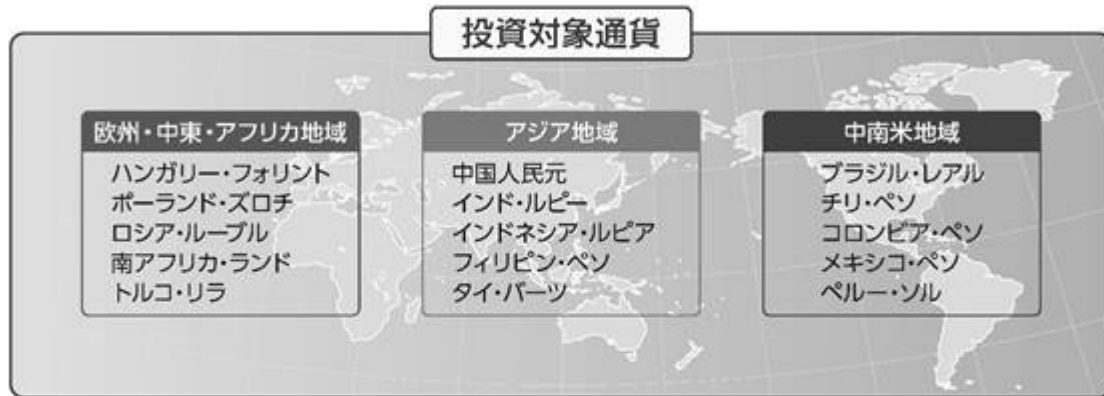 投資対象通貨
欧州・中東・アフリカ地域
ハンガリー・フォリント
ポーランド・ズロチ
ロシア・ルーブル
南アフリカ・ランド
トルコ・リラ
アジア地域
中国人民元
インド・ルピー
インドネシア・ルピア
フィリピン・ペソ
タイ・バーツ
中南米地域
ブラジル・レアル
チリ・ペソ
コロンビア・ペソ
メキシコ・ペソ
ペルー・ソル